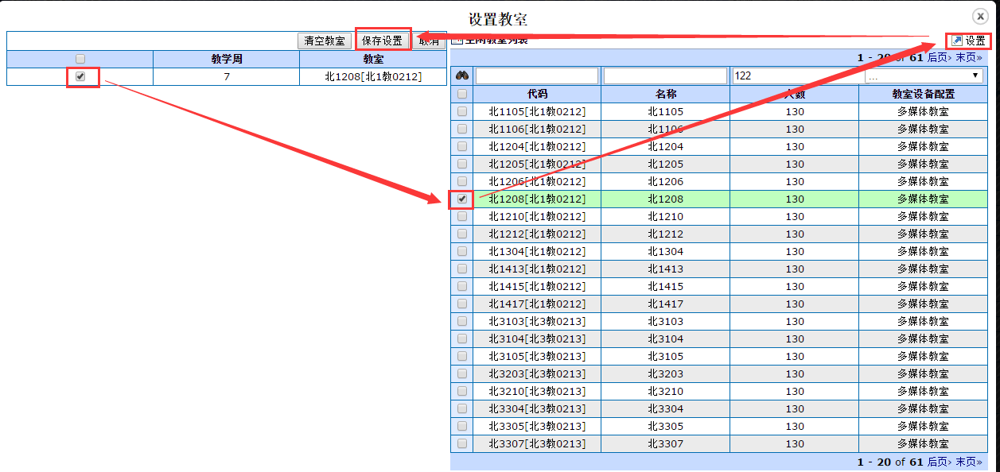 设置教室
清空教室 保存设置 取消
教学周 教室
7 北1208[北1教0212]
空闲教室列表 设置
1 - 20 of 61 后页› 末页»
122 ...
代码 名称 人数 教室设备配置
北1105[北1教0212] 北1105 130 多媒体教室
北1106[北1教0212] 北1106 130 多媒体教室
北1204[北1教0212] 北1204 130 多媒体教室
北1205[北1教0212] 北1205 130 多媒体教室
北1206[北1教0212] 北1206 130 多媒体教室
北1208[北1教0212] 北1208 130 多媒体教室
北1210[北1教0212] 北1210 130 多媒体教室
北1212[北1教0212] 北1212 130 多媒体教室
北1304[北1教0212] 北1304 130 多媒体教室
北1413[北1教0212] 北1413 130 多媒体教室
北1415[北1教0212] 北1415 130 多媒体教室
北1417[北1教0212] 北1417 130 多媒体教室
北3103[北3教0213] 北3103 130 多媒体教室
北3104[北3教0213] 北3104 130 多媒体教室
北3105[北3教0213] 北3105 130 多媒体教室
北3203[北3教0213] 北3203 130 多媒体教室
北3210[北3教0213] 北3210 130 多媒体教室
北3304[北3教0213] 北3304 130 多媒体教室
北3305[北3教0213] 北3305 130 多媒体教室
北3307[北3教0213] 北3307 130 多媒体教室
1 - 20 of 61 后页› 末页»